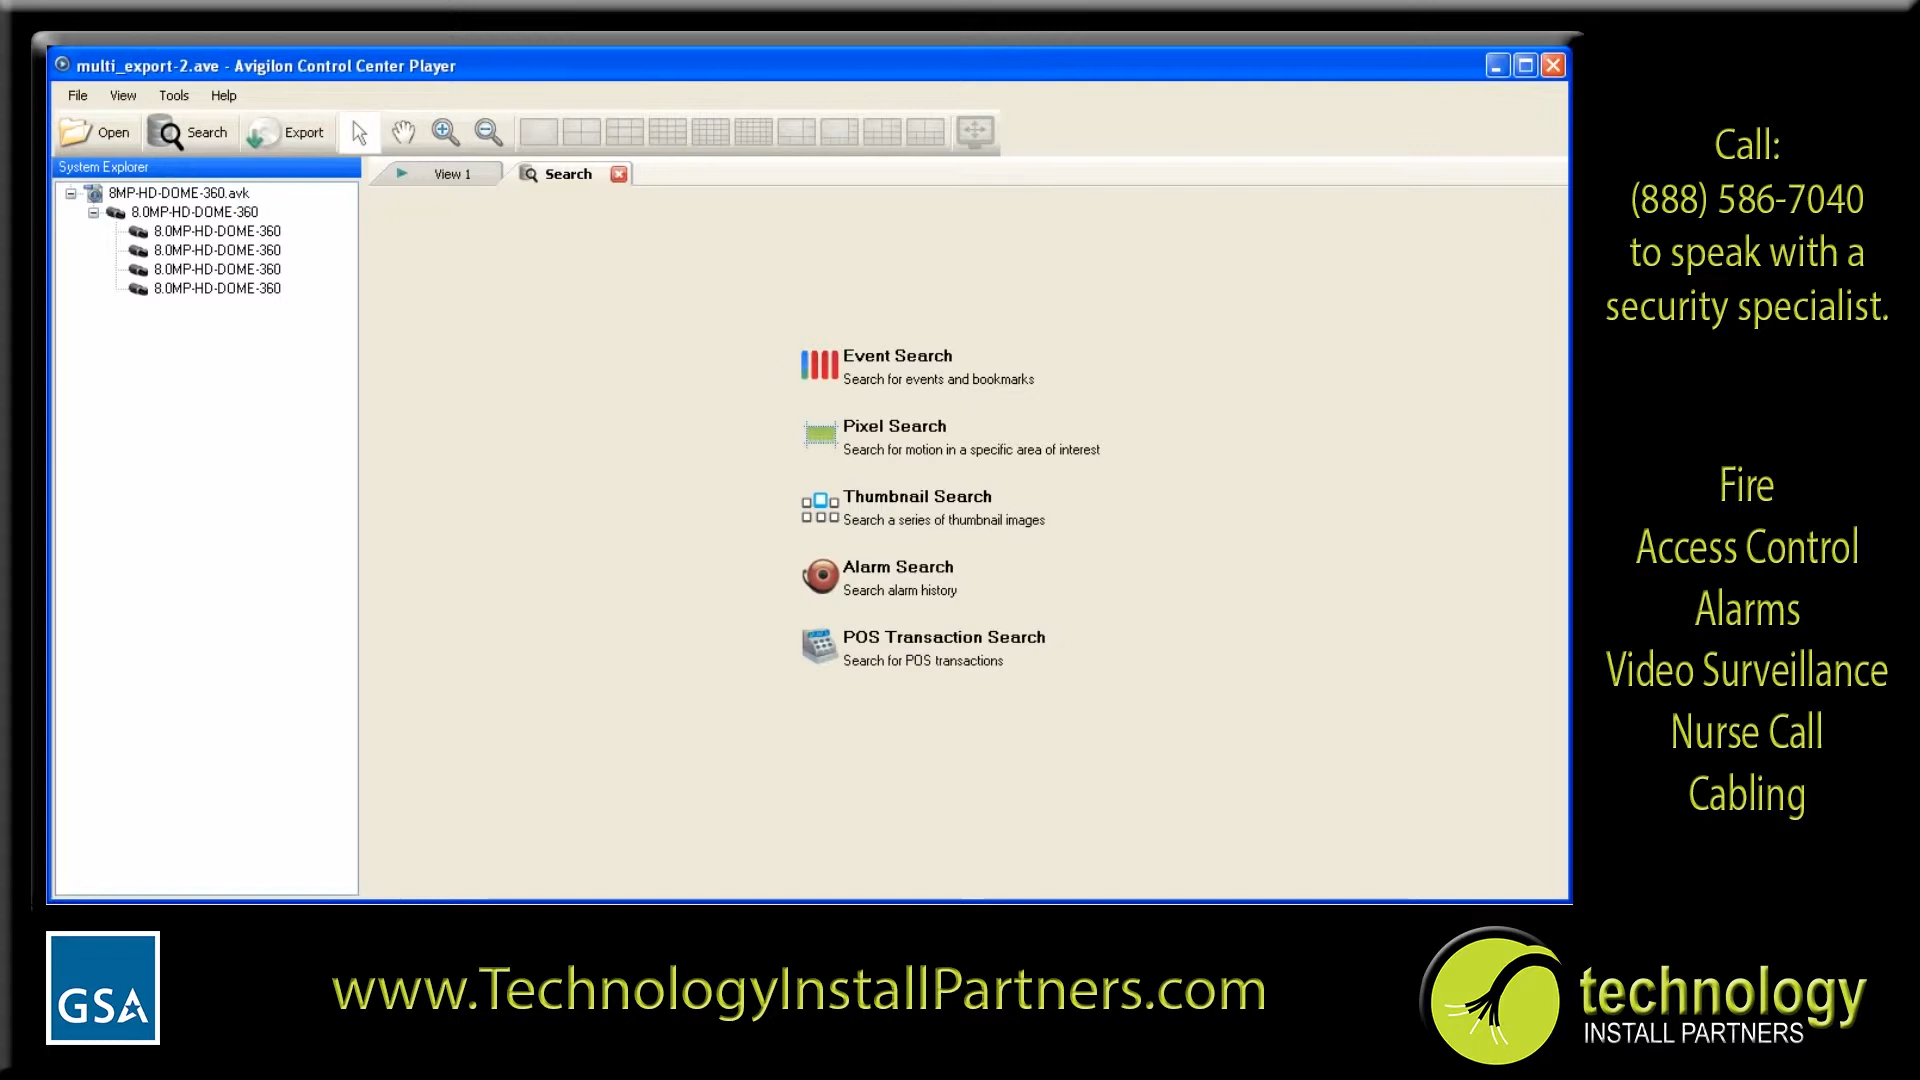 multi_export-2.ave - Avigilon Control Center Player
File View Tools Help
Open Search Export
System Explorer
8MP-HD-DOME-360.avk
8.0MP-HD-DOME-360
8.0MP-HD-DOME-360
8.0MP-HD-DOME-360
8.0MP-HD-DOME-360
8.0MP-HD-DOME-360
View 1 Search
Event Search
Search for events and bookmarks
Pixel Search
Search for motion in a specific area of interest
Thumbnail Search
Search a series of thumbnail images
Alarm Search
Search alarm history
POS Transaction Search
Search for POS transactions
Call:
(888) 586-7040
to speak with a
security specialist.
Fire
Access Control
Alarms
Video Surveillance
Nurse Call
Cabling
GSA
www.TechnologyInstallPartners.com
technology
INSTALL PARTNERS